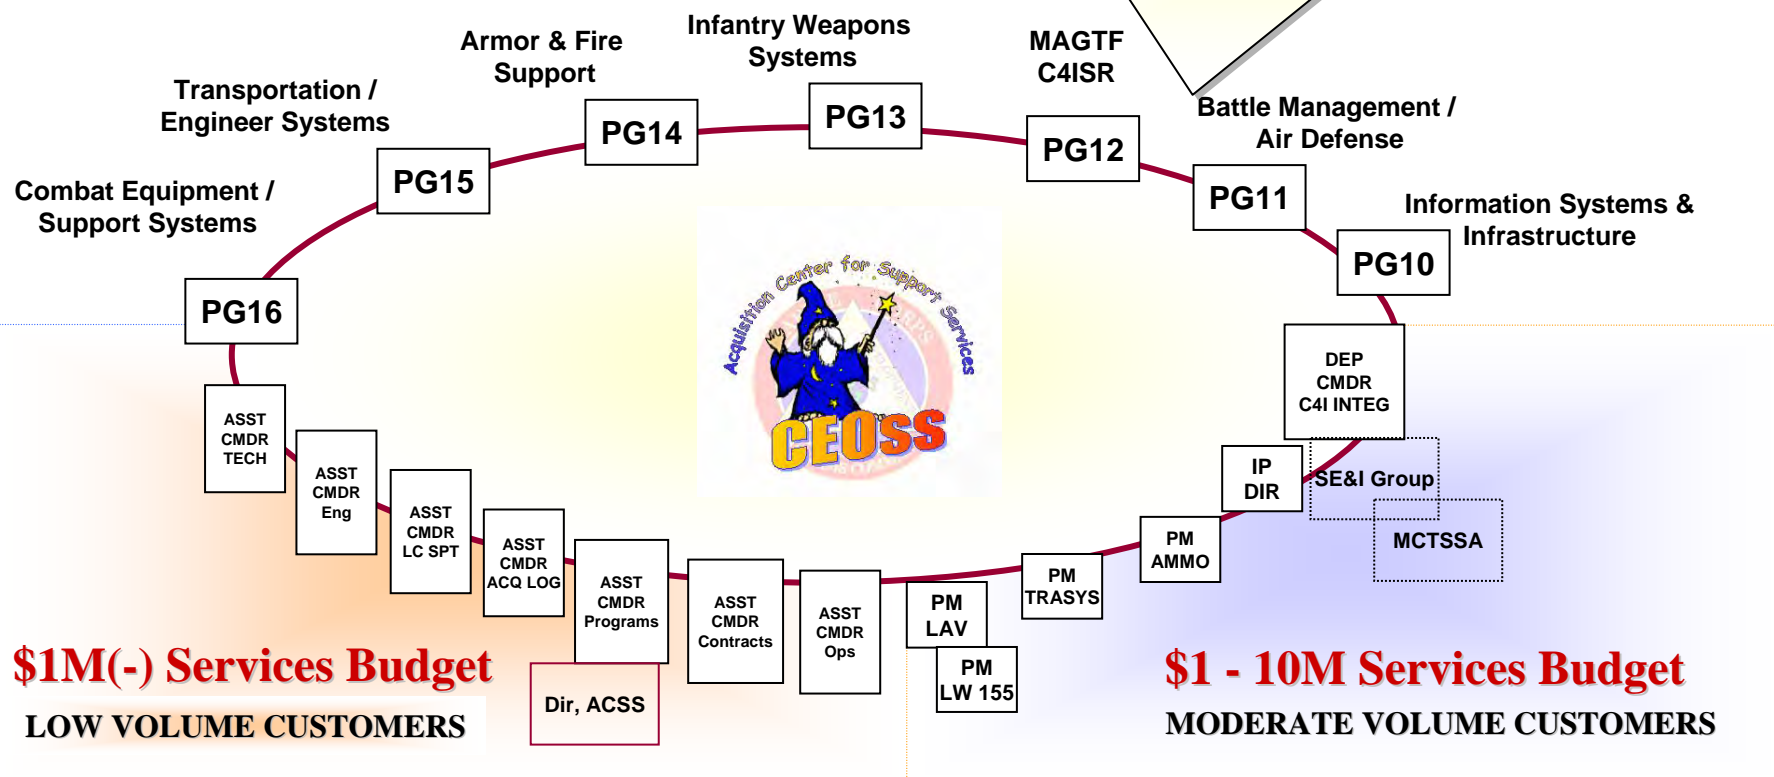 Infantry Weapons
Systems
Armor & Fire
Support
MAGTF
C4ISR
Transportation /
Engineer Systems
Battle Management /
Air Defense
Combat Equipment /
Support Systems
Information Systems &
Infrastructure
PG16
PG15
PG14
PG13
PG12
PG11
PG10
Acquisition Center for Support Services
CEOSS
DEP
CMDR
C4I INTEG
ASST
CMDR
TECH
ASST
CMDR
Eng
ASST
CMDR
LC SPT
ASST
CMDR
ACQ LOG
ASST
CMDR
Programs
ASST
CMDR
Contracts
ASST
CMDR
Ops
PM
LAV
PM
LW 155
PM
TRASYS
PM
AMMO
IP
DIR
SE&I Group
MCTSSA
Dir, ACSS
$1M(-) Services Budget
LOW VOLUME CUSTOMERS
$1 - 10M Services Budget
MODERATE VOLUME CUSTOMERS